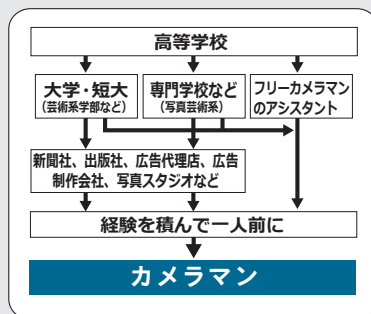 高等学校
大学・短大
(芸術系学部など)
専門学校など
(写真芸術系)
フリーカメラマン
のアシスタント
新聞社、出版社、広告代理店、広告
制作会社、写真スタジオなど
経験を積んで一人前に
カメラマン